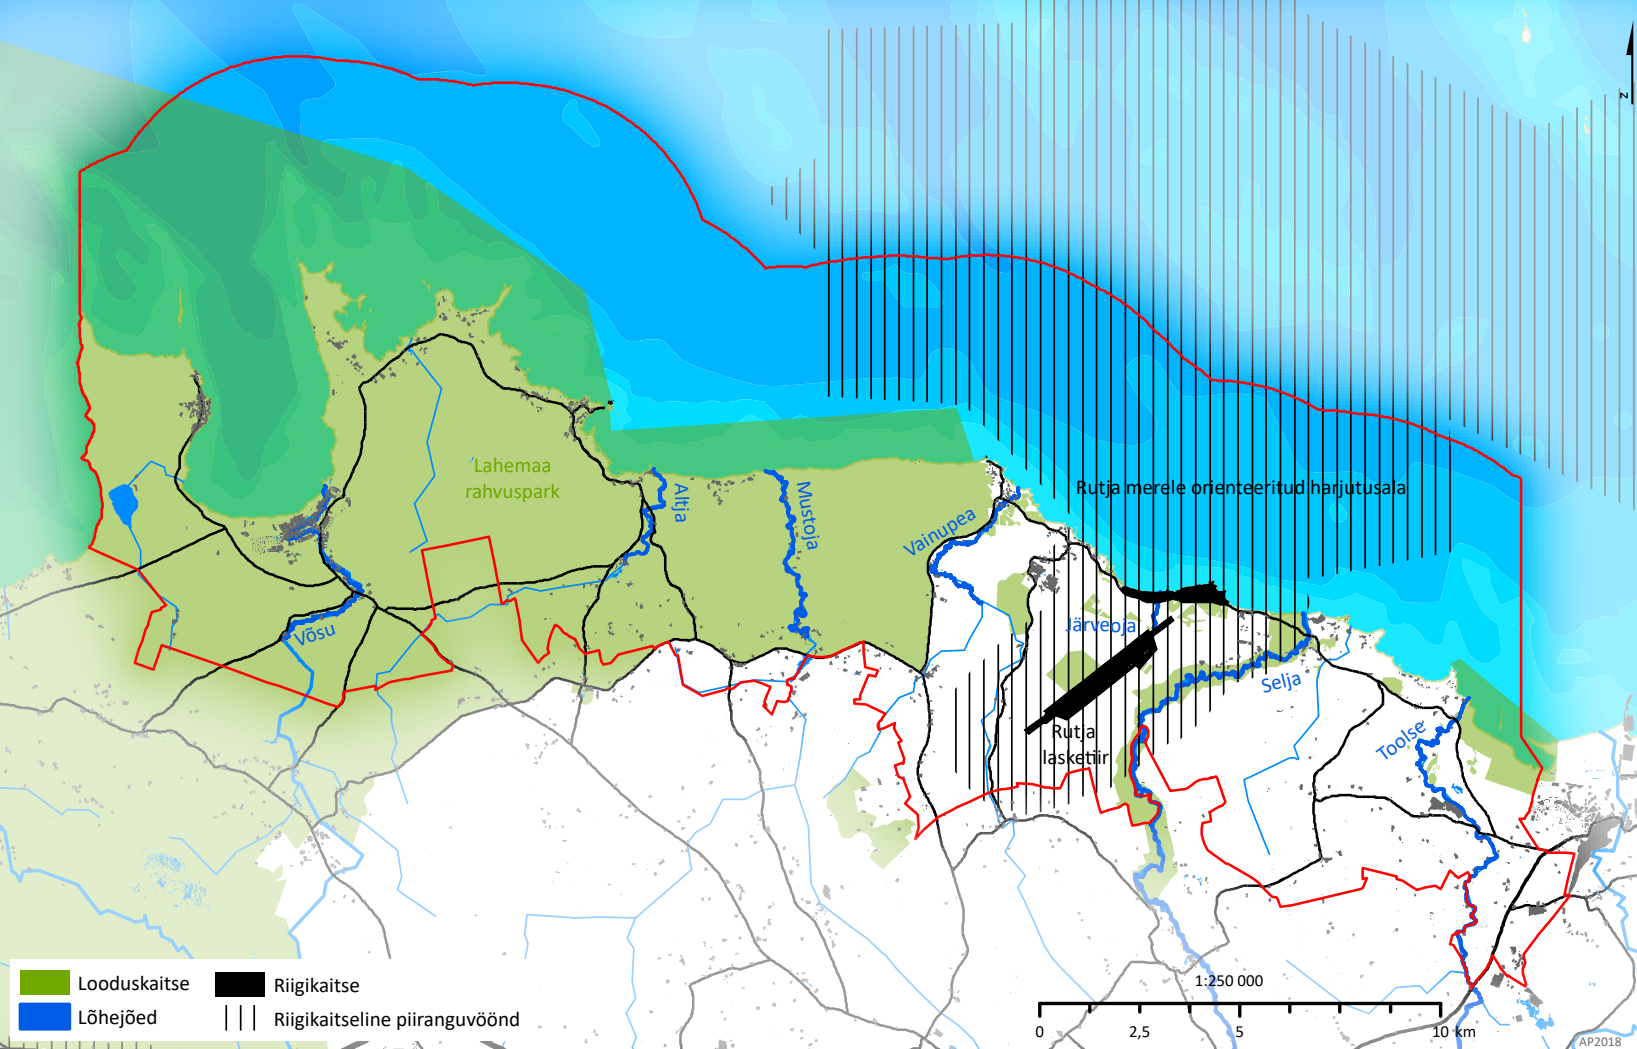 z
Lahemaa
rahvuspark
Altja
Mustoja
Vainupea
Rutja merele orienteeritud harjutusala
Järveoja
Võsu
Selja
Rutja
lasketiir
Toolse
Looduskaitse
Riigikaitse
Lõhejõed
Riigikaitseline piiranguvöönd
1:250 000
0 2,5 5 10 km
AP2018